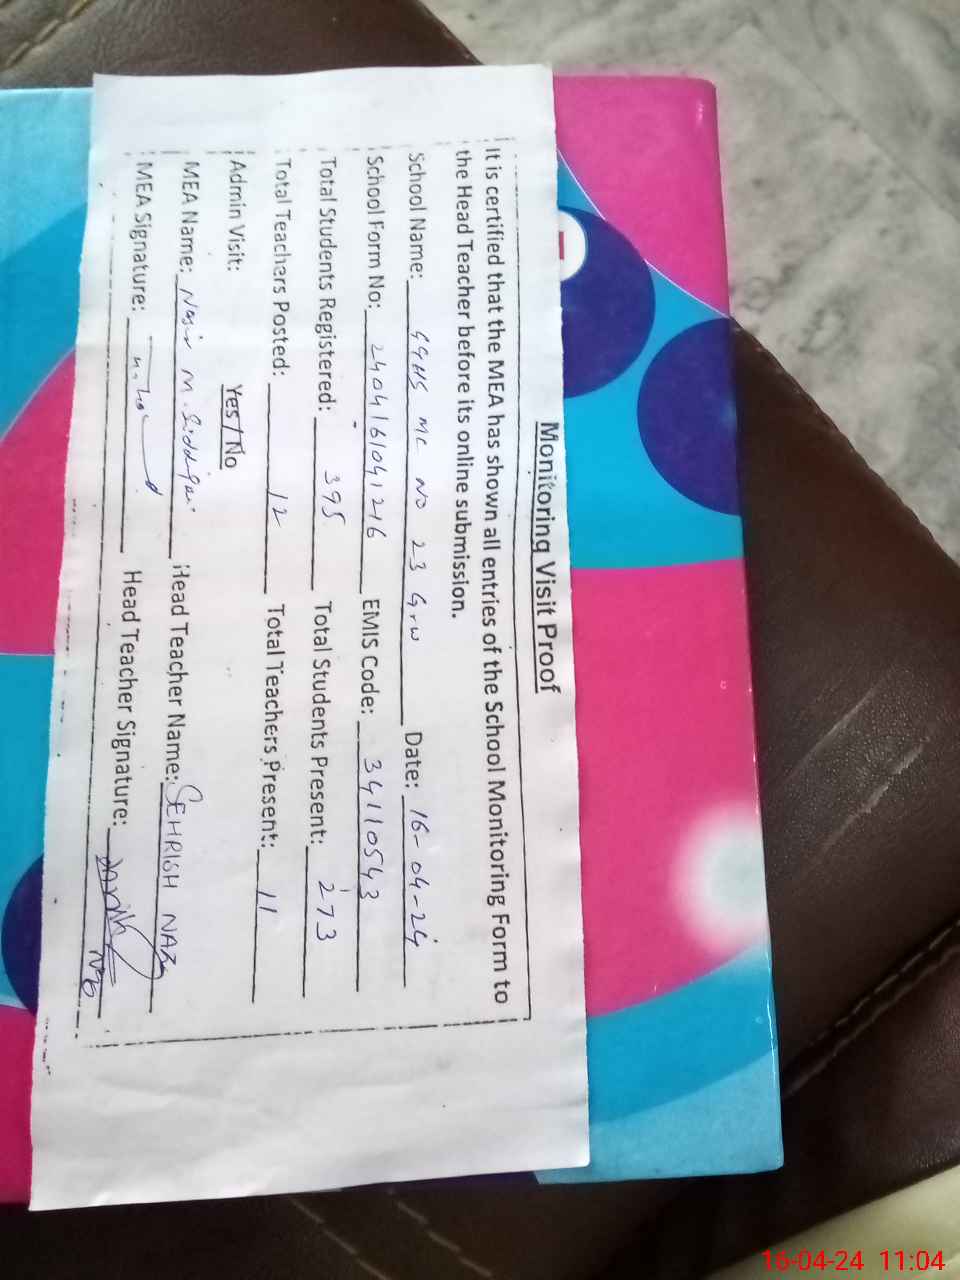 Monitoring Visit Proof
It is certified that the MEA has shown all entries of the School Monitoring Form to
the Head Teacher before its online submission.
School Name: GGHS MC NO 23 Grw Date: 16-04-24
School Form No: 2404161041216 EMIS Code: 34110543
Total Students Registered: 395 Total Students Present: 273
Total Teachers Posted: 12 Total Teachers Present: 11
Admin Visit: Yes/No
MEA Name: Nasir M. Siddiqui Head Teacher Name: SEHRISH NAZ
MEA Signature: Head Teacher Signature:
16-04-24 11:04